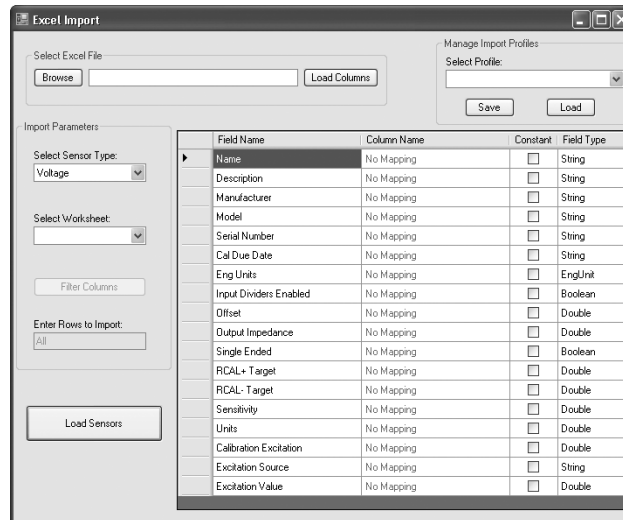 Excel Import
Select Excel File
Browse Load Columns
Manage Import Profiles
Select Profile:
Save Load
Import Parameters
Select Sensor Type:
Voltage
Select Worksheet:
Filter Columns
Enter Rows to Import:
All
Load Sensors
Field Name Column Name Constant Field Type
Name No Mapping String
Description No Mapping String
Manufacturer No Mapping String
Model No Mapping String
Serial Number No Mapping String
Cal Due Date No Mapping String
Eng Units No Mapping EngUnit
Input Dividers Enabled No Mapping Boolean
Offset No Mapping Double
Output Impedance No Mapping Double
Single Ended No Mapping Boolean
RCAL+ Target No Mapping Double
RCAL- Target No Mapping Double
Sensitivity No Mapping Double
Units No Mapping Double
Calibration Excitation No Mapping Double
Excitation Source No Mapping String
Excitation Value No Mapping Double